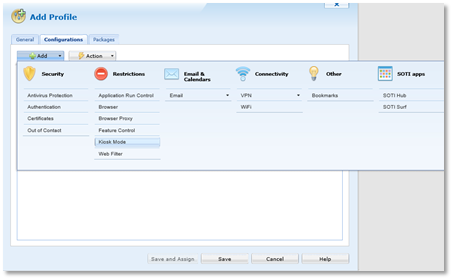 Add Profile
General Configurations Packages
Add Action
Security
Antivirus Protection
Authentication
Certificates
Out of Contact
Restrictions
Application Run Control
Browser
Browser Proxy
Feature Control
Kiosk Mode
Web Filter
Email &
Calendars
Email
Connectivity
VPN
WiFi
Other
Bookmarks
SOTI apps
SOTI Hub
SOTI Surf
Save and Assign Save Cancel Help